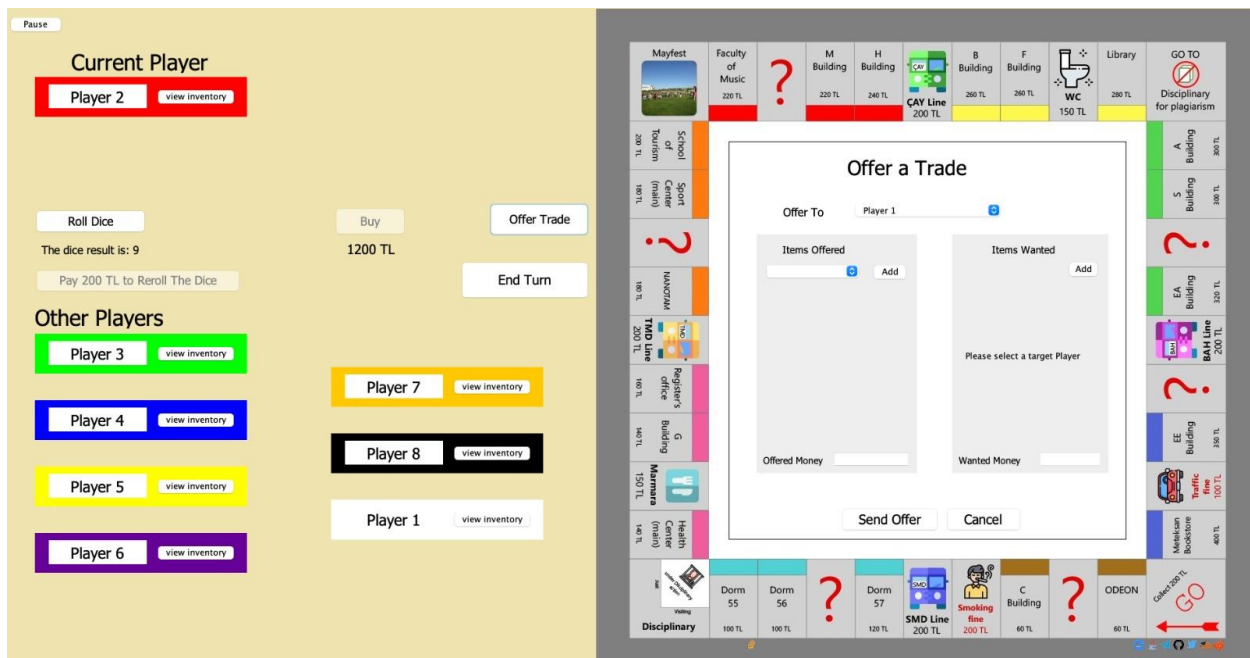 Pause
Current Player
Player 2
view inventory
Roll Dice
Buy
Offer Trade
The dice result is: 9
1200 TL
Pay 200 TL to Reroll The Dice
End Turn
Other Players
Player 3
view inventory
Player 4
view inventory
Player 5
view inventory
Player 6
view inventory
Player 7
view inventory
Player 8
view inventory
Player 1
view inventory
Mayfest
Faculty
of
Music
220 TL
?
M
Building
220 TL
H
Building
240 TL
ÇAY
ÇAY Line
200 TL
B
Building
260 TL
F
Building
260 TL
WC
150 TL
Library
280 TL
GO TO
Disciplinary
for plagiarism
School
of
Tourism
200 TL
Sport
Center
(main)
180 TL
?
NANOTAM
180 TL
TMD
TMD Line
200 TL
Register's
office
160 TL
G
Building
140 TL
Marmara
150 TL
Health
Center
(main)
140 TL
Offer a Trade
Offer To
Player 1
Items Offered
Add
Items Wanted
Add
Please select a target Player
Offered Money
Wanted Money
Send Offer
Cancel
A
Building
300 TL
S
Building
300 TL
?
EA
Building
320 TL
BAH
BAH Line
200 TL
?
EE
Building
350 TL
Traffic
fine
100 TL
Meteksan
Bookstore
400 TL
Just
Visiting
Under Disciplinary
action
Disciplinary
Dorm
55
100 TL
Dorm
56
100 TL
?
Dorm
57
120 TL
SMD
SMD Line
200 TL
Smoking
fine
200 TL
C
Building
60 TL
?
ODEON
60 TL
Collect 200 TL
GO